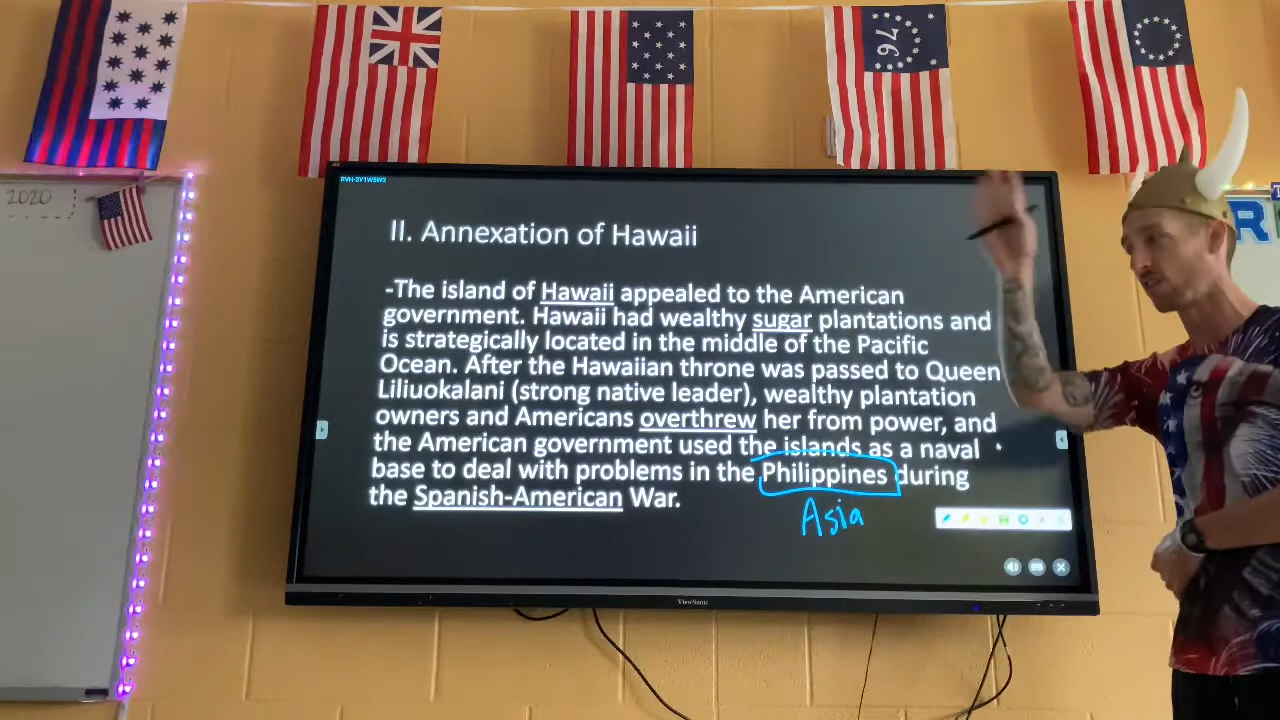 2020
76
RVH-3Y1W5W2
II. Annexation of Hawaii
-The island of Hawaii appealed to the American
government. Hawaii had wealthy sugar plantations and
is strategically located in the middle of the Pacific
Ocean. After the Hawaiian throne was passed to Queen
Liliuokalani (strong native leader), wealthy plantation
owners and Americans overthrew her from power, and
the American government used the islands as a naval
base to deal with problems in the Philippines during
the Spanish-American War.
Asia
ViewSonic
R